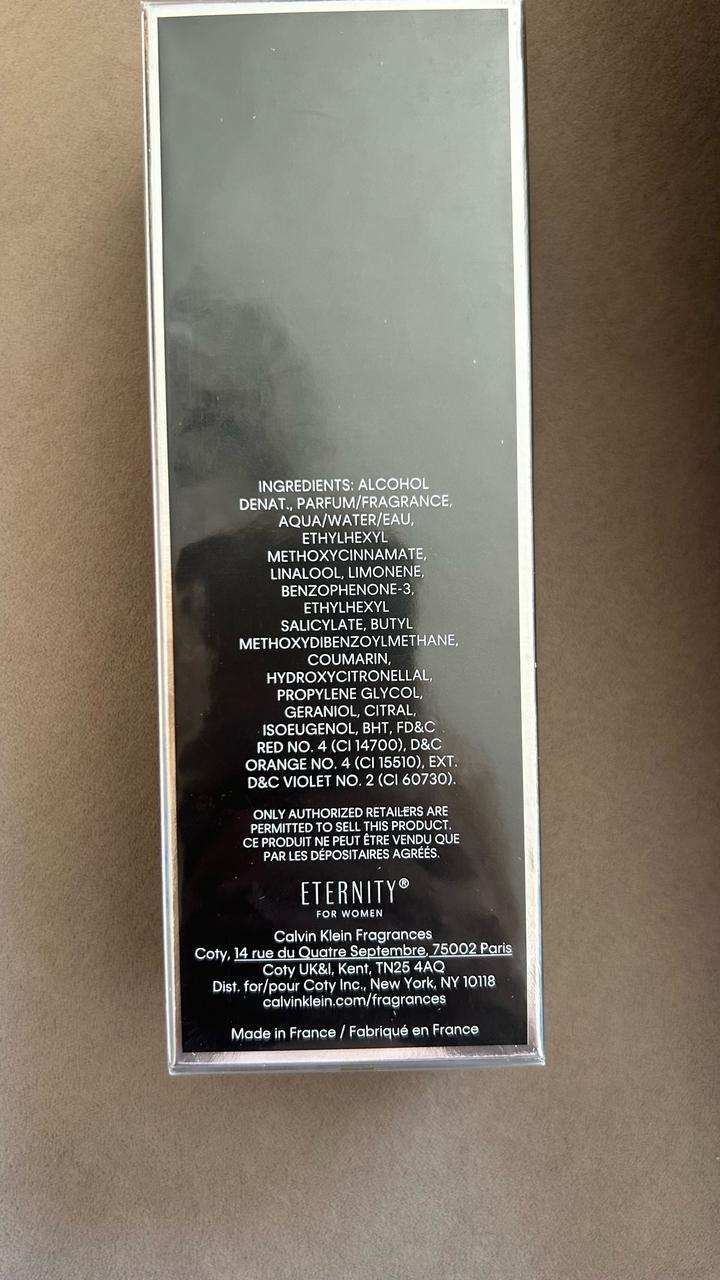 INGREDIENTS: ALCOHOL
DENAT., PARFUM/FRAGRANCE,
AQUA/WATER/EAU,
ETHYLHEXYL
METHOXYCINNAMATE,
LINALOOL, LIMONENE,
BENZOPHENONE-3,
ETHYLHEXYL
SALICYLATE, BUTYL
METHOXYDIBENZOYLMETHANE,
COUMARIN,
HYDROXYCITRONELLAL,
PROPYLENE GLYCOL,
GERANIOL, CITRAL,
ISOEUGENOL, BHT, FD&C
RED NO. 4 (CI 14700), D&C
ORANGE NO. 4 (CI 15510), EXT.
D&C VIOLET NO. 2 (CI 60730).
ONLY AUTHORIZED RETAILERS ARE
PERMITTED TO SELL THIS PRODUCT.
CE PRODUIT NE PEUT ÊTRE VENDU QUE
PAR LES DÉPOSITAIRES AGRÉÉS.
ETERNITY®
FOR WOMEN
Calvin Klein Fragrances
Coty, 14 rue du Quatre Septembre, 75002 Paris
Coty UK&I, Kent, TN25 4AQ
Dist. for/pour Coty Inc., New York, NY 10118
calvinklein.com/fragrances
Made in France / Fabriqué en France